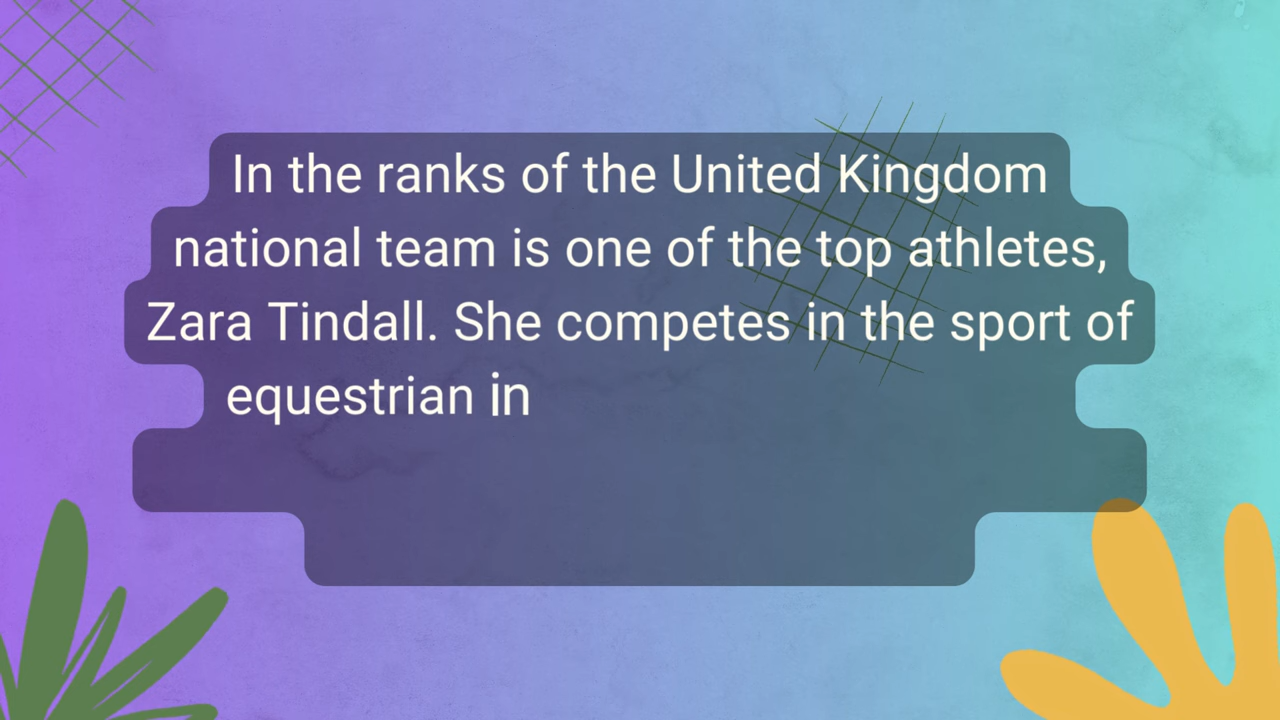 In the ranks of the United Kingdom
national team is one of the top athletes,
Zara Tindall. She competes in the sport of
equestrian in